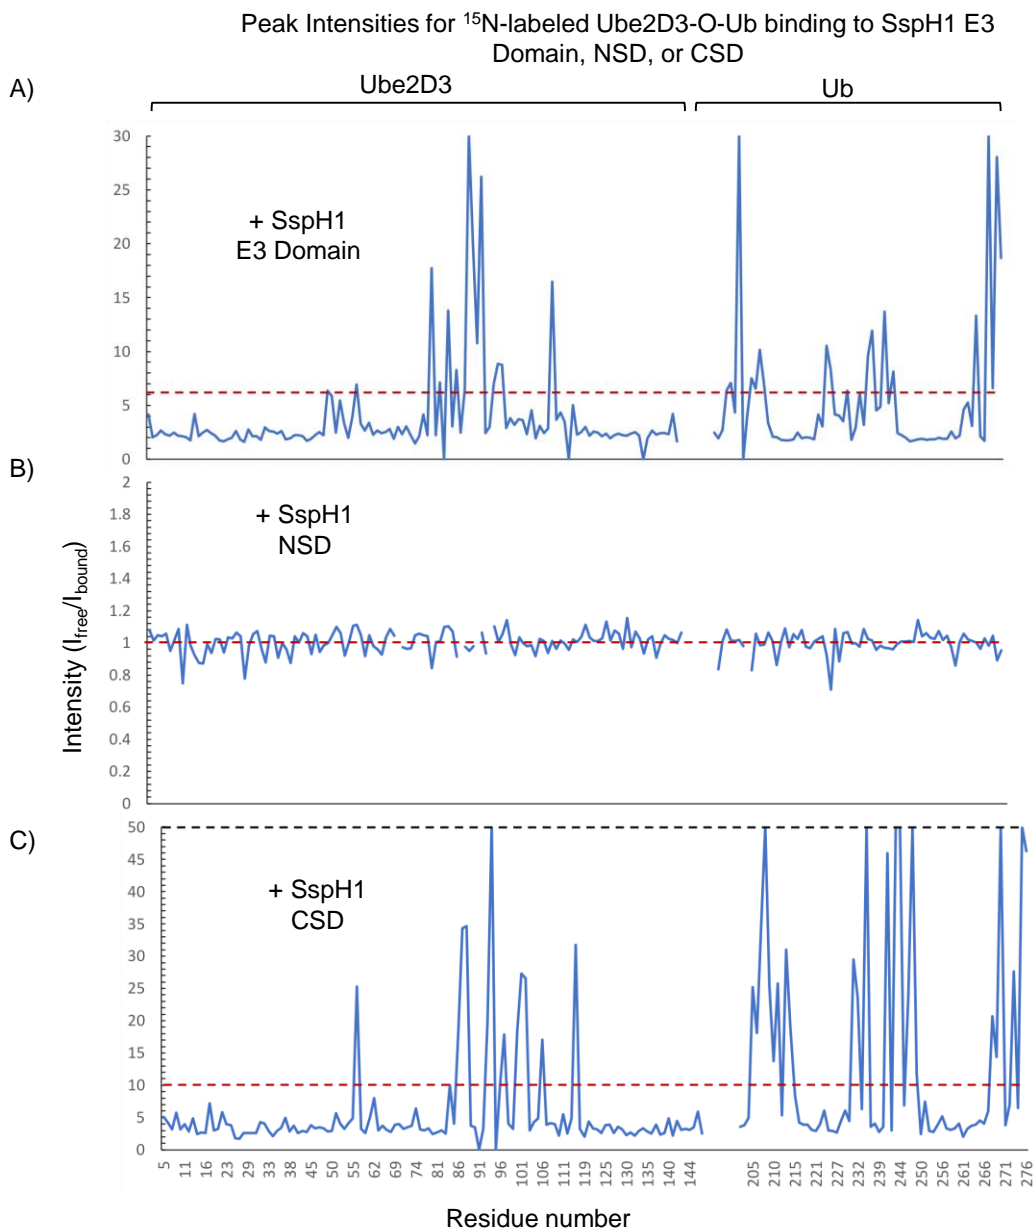 Peak Intensities for ¹⁵N-labeled Ube2D3-O-Ub binding to SspH1 E3
Domain, NSD, or CSD
A)
Ube2D3
Ub
30
25
20
15
10
5
0
+ SspH1
E3 Domain
B)
2
1.8
1.6
1.4
1.2
1
0.8
0.6
0.4
0.2
0
+ SspH1
NSD
Intensity (I_free/I_bound)
C)
50
45
40
35
30
25
20
15
10
5
0
+ SspH1
CSD
5 11 16 23 29 33 38 45 50 55 62 69 74 81 86 91 96 101 106 111 119 125 130 135 140 144 205 210 215 221 227 232 239 244 250 256 261 266 271 276
Residue number